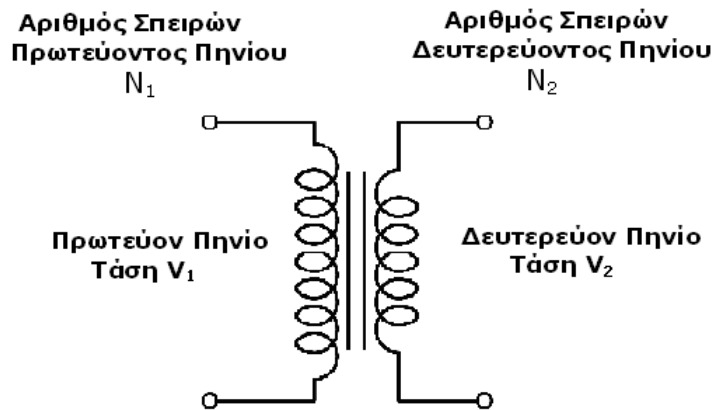 Αριθμός Σπειρών
Πρωτεύοντος Πηνίου
N₁
Αριθμός Σπειρών
Δευτερεύοντος Πηνίου
N₂
Πρωτεύον Πηνίο
Τάση V₁
Δευτερεύον Πηνίο
Τάση V₂